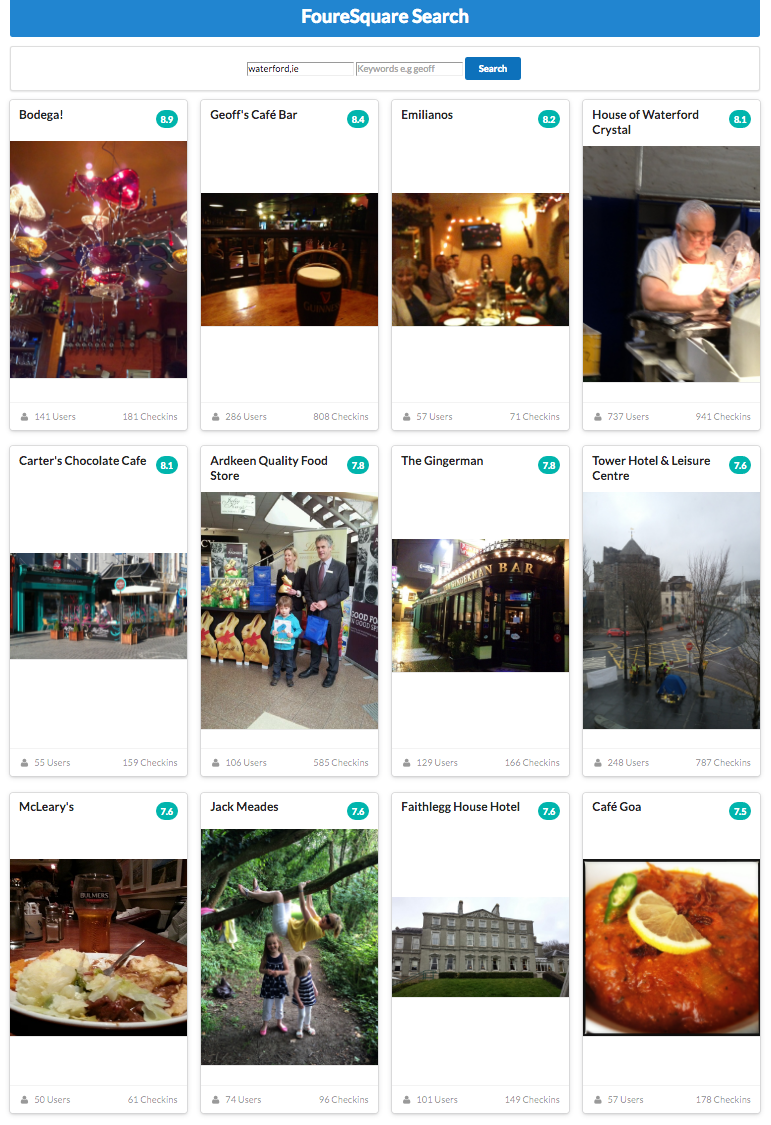 FoureSquare Search
waterford,ie Keywords e.g geoff Search
Bodega! 8.9
141 Users 181 Checkins
Geoff's Café Bar 8.4
GUINNESS
286 Users 808 Checkins
Emilianos 8.2
57 Users 71 Checkins
House of Waterford
Crystal 8.1
737 Users 941 Checkins
Carter's Chocolate Cafe 8.1
55 Users 159 Checkins
Ardkeen Quality Food
Store 7.8
GOOD FOOD
106 Users 585 Checkins
The Gingerman 7.8
GINGERMAN BAR
129 Users 166 Checkins
Tower Hotel & Leisure
Centre 7.6
248 Users 787 Checkins
McLeary's 7.6
BULMERS
50 Users 61 Checkins
Jack Meades 7.6
74 Users 96 Checkins
Faithlegg House Hotel 7.6
101 Users 149 Checkins
Café Goa 7.5
57 Users 178 Checkins